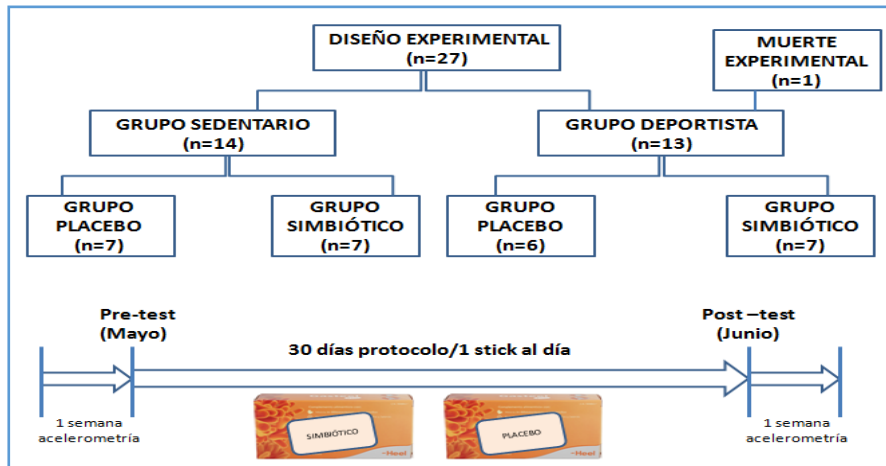 DISEÑO EXPERIMENTAL
(n=27)
MUERTE
EXPERIMENTAL
(n=1)
GRUPO SEDENTARIO
(n=14)
GRUPO DEPORTISTA
(n=13)
GRUPO
PLACEBO
(n=7)
GRUPO
SIMBIÓTICO
(n=7)
GRUPO
PLACEBO
(n=6)
GRUPO
SIMBIÓTICO
(n=7)
Pre-test
(Mayo)
Post –test
(Junio)
30 días protocolo/1 stick al día
1 semana
acelerometría
SIMBIÓTICO
-Heel
PLACEBO
-Heel
1 semana
acelerometría